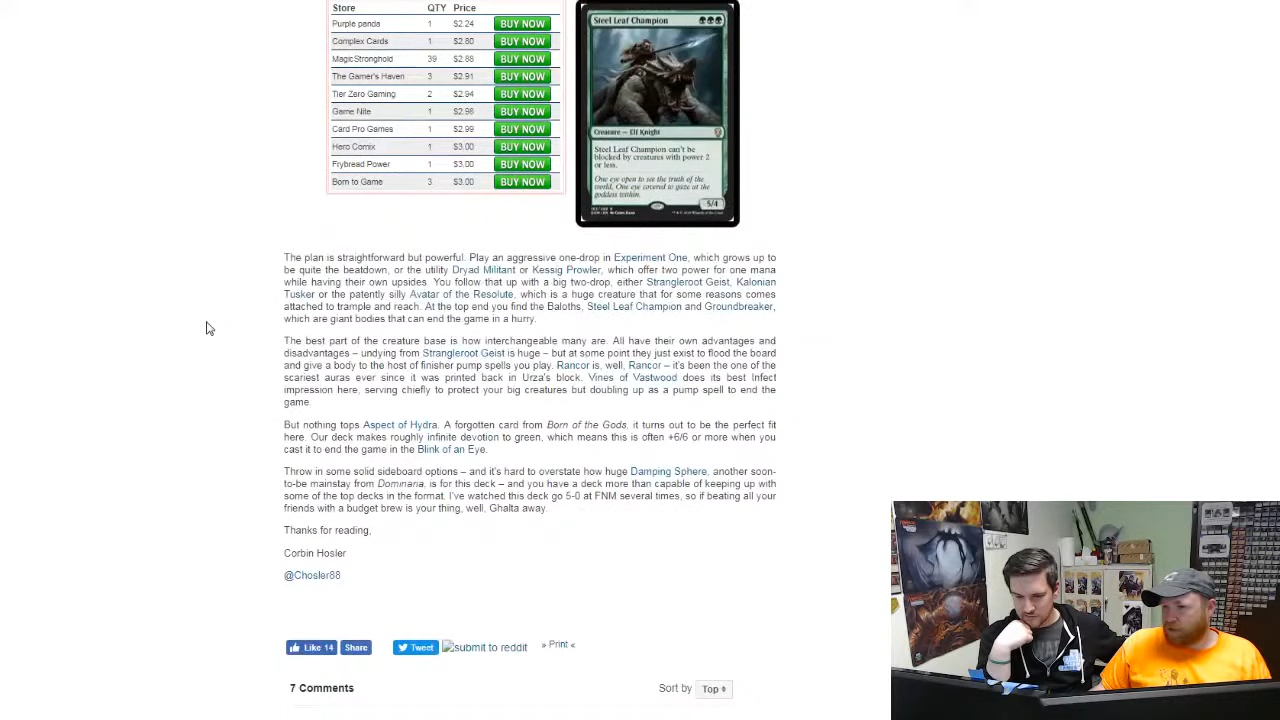 Store QTY Price
Purple panda 1 $2.24 BUY NOW
Complex Cards 1 $2.80 BUY NOW
MagicStronghold 39 $2.88 BUY NOW
The Gamer's Haven 3 $2.91 BUY NOW
Tier Zero Gaming 2 $2.94 BUY NOW
Game Nite 1 $2.96 BUY NOW
Card Pro Games 1 $2.99 BUY NOW
Hero Comix 1 $3.00 BUY NOW
Frybread Power 1 $3.00 BUY NOW
Born to Game 3 $3.00 BUY NOW
Steel Leaf Champion
Creature — Elf Knight
Steel Leaf Champion can't be
blocked by creatures with power 2
or less.
One eye open to see the truth of the
world. One eye covered to gaze at the
goddess within.
5/4
The plan is straightforward but powerful. Play an aggressive one-drop in Experiment One, which grows up to
be quite the beatdown, or the utility Dryad Militant or Kessig Prowler, which offer two power for one mana
while having their own upsides. You follow that up with a big two-drop, either Strangleroot Geist, Kalonian
Tusker or the patently silly Avatar of the Resolute, which is a huge creature that for some reasons comes
attached to trample and reach. At the top end you find the Baloths, Steel Leaf Champion and Groundbreaker,
which are giant bodies that can end the game in a hurry.
The best part of the creature base is how interchangeable many are. All have their own advantages and
disadvantages – undying from Strangleroot Geist is huge – but at some point they just exist to flood the board
and give a body to the host of finisher pump spells you play. Rancor is, well, Rancor – it's been the one of the
scariest auras ever since it was printed back in Urza's block. Vines of Vastwood does its best Infect
impression here, serving chiefly to protect your big creatures but doubling up as a pump spell to end the
game.
But nothing tops Aspect of Hydra. A forgotten card from Born of the Gods, it turns out to be the perfect fit
here. Our deck makes roughly infinite devotion to green, which means this is often +6/6 or more when you
cast it to end the game in the Blink of an Eye.
Throw in some solid sideboard options – and it's hard to overstate how huge Damping Sphere, another soon-
to-be mainstay from Dominaria, is for this deck – and you have a deck more than capable of keeping up with
some of the top decks in the format. I've watched this deck go 5-0 at FNM several times, so if beating all your
friends with a budget brew is your thing, well, Ghalta away.
Thanks for reading,
Corbin Hosler
@Chosler88
Like 14 Share Tweet submit to reddit » Print «
7 Comments Sort by Top